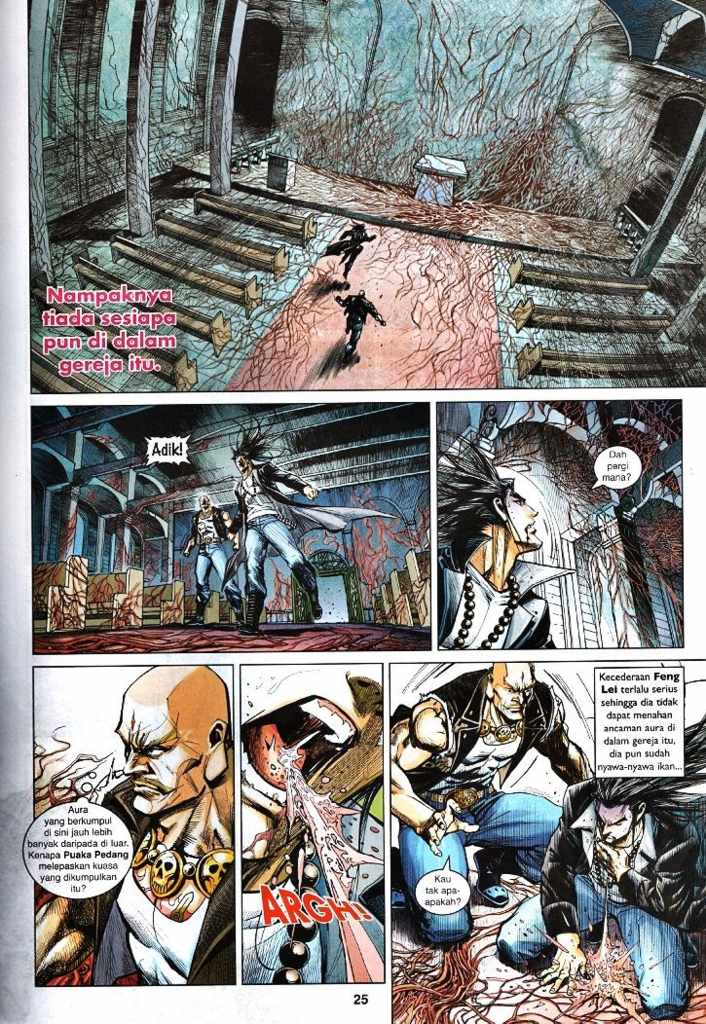 Nampaknya
tiada sesiapa
pun di dalam
gereja itu.
Adik!
Dah
pergi
mana?
Aura
yang berkumpul
di sini jauh lebih
banyak daripada di luar.
Kenapa Puaka Pedang
melepaskan kuasa
yang dikumpulkan
itu?
ARGH!
Kecederaan Feng
Lei terlalu serius
sehingga dia tidak
dapat menahan
ancaman aura di
dalam gereja itu,
dia pun sudah
nyawa-nyawa ikan...
Kau
tak apa-
apakah?
25